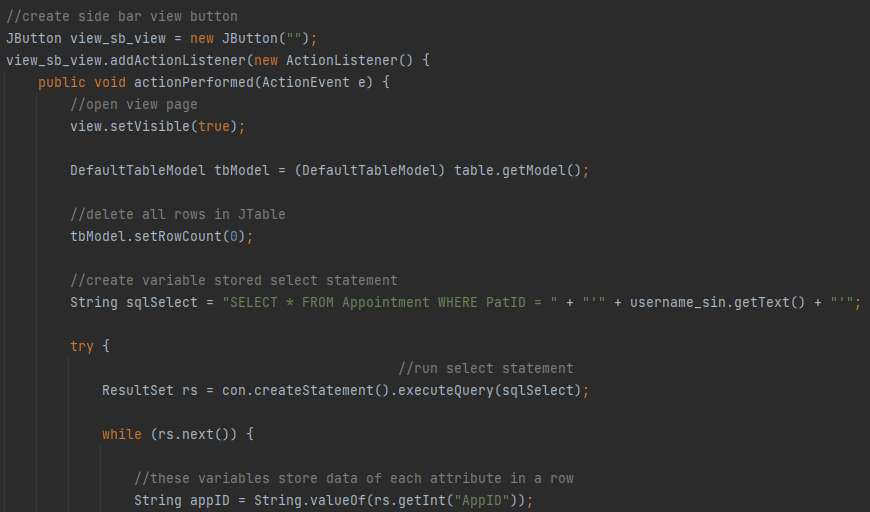 //create side bar view button
JButton view_sb_view = new JButton("");
view_sb_view.addActionListener(new ActionListener() {
public void actionPerformed(ActionEvent e) {
//open view page
view.setVisible(true);
DefaultTableModel tbModel = (DefaultTableModel) table.getModel();
//delete all rows in JTable
tbModel.setRowCount(0);
//create variable stored select statement
String sqlSelect = "SELECT * FROM Appointment WHERE PatID = " + "'" + username_sin.getText() + "'";
try {
//run select statement
ResultSet rs = con.createStatement().executeQuery(sqlSelect);
while (rs.next()) {
//these variables store data of each attribute in a row
String appID = String.valueOf(rs.getInt("AppID"));